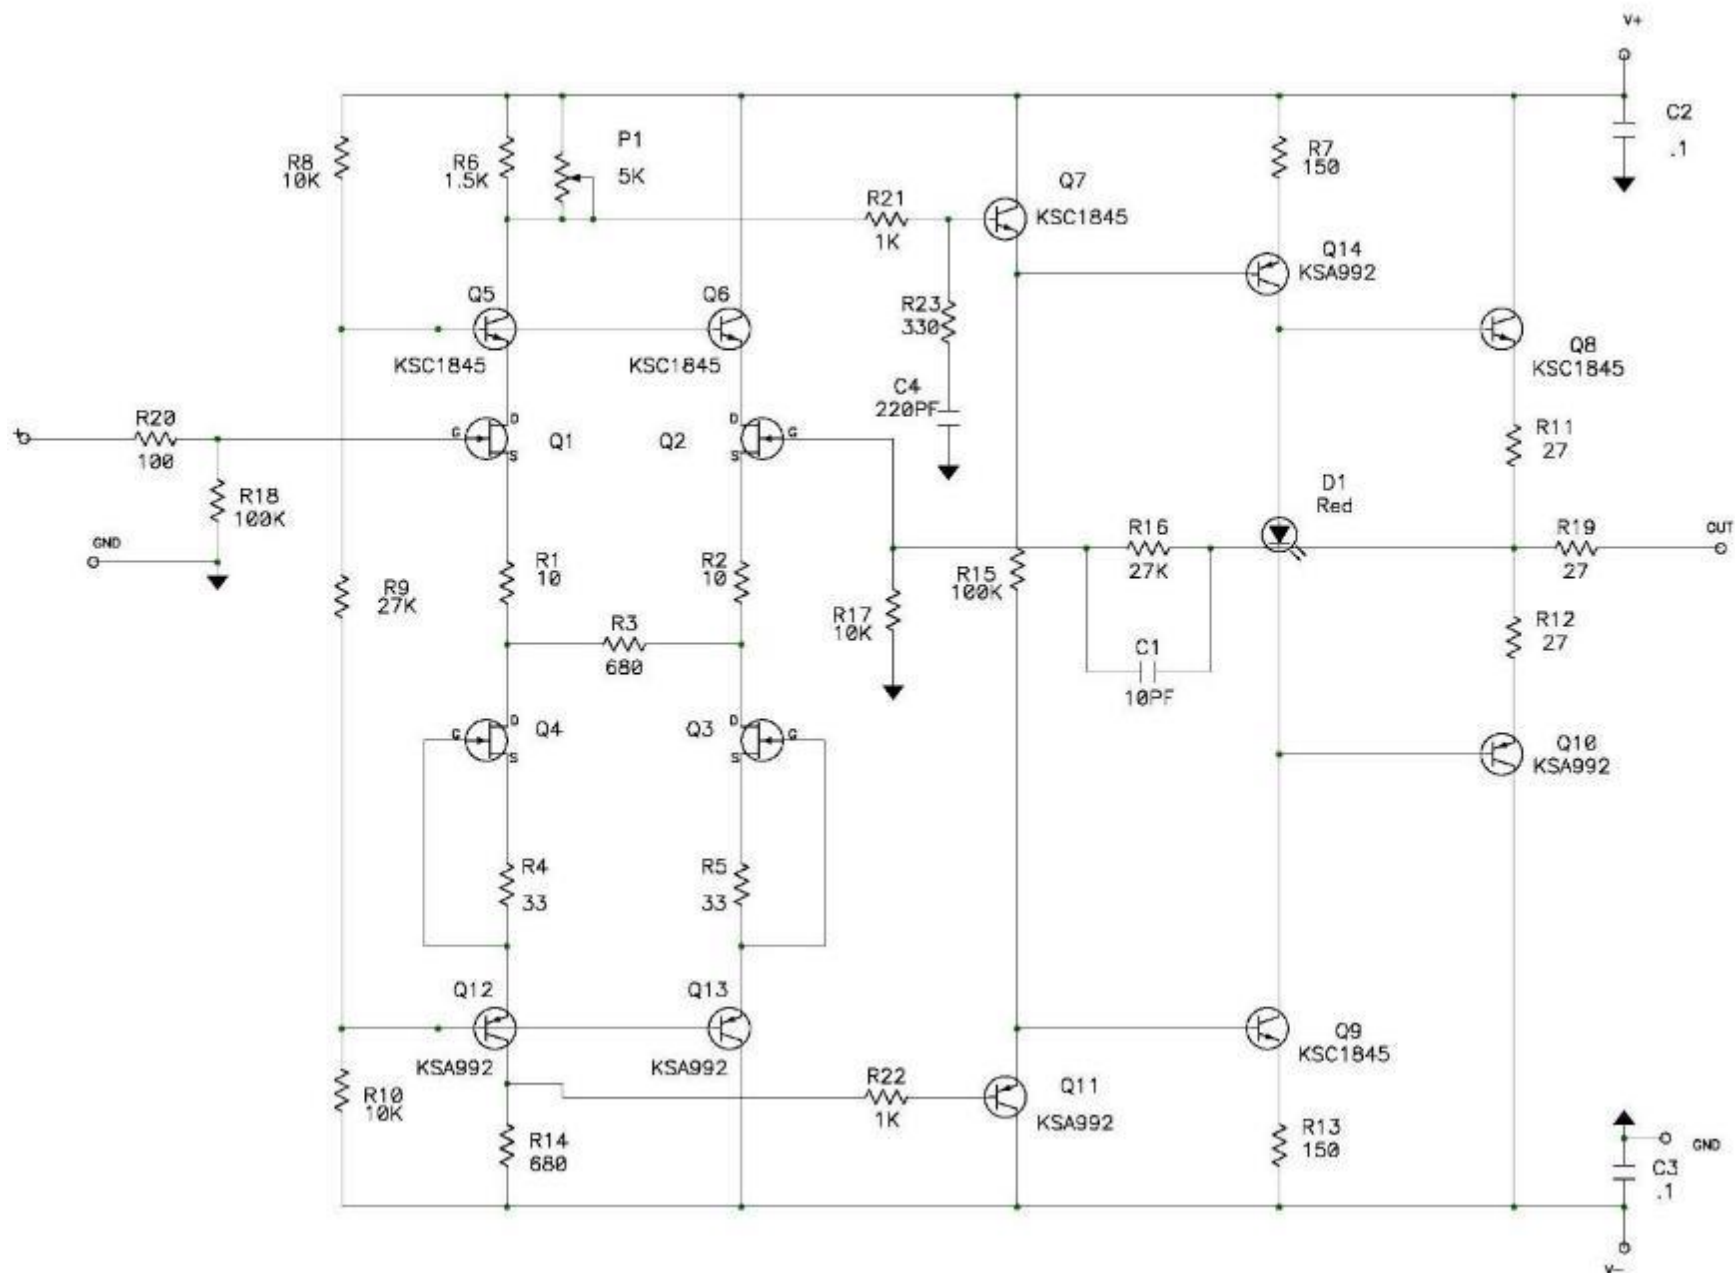 V+
C2
.1
P1
5K
R8
10K
R6
1.5K
R7
150
Q7
KSC1845
R21
1K
Q14
KSA992
Q5
Q6
R23
330
Q8
KSC1845
KSC1845
KSC1845
C4
220PF
R20
100
+
G
D
S
Q1
Q2
D
S
G
R11
27
R18
100K
GND
D1
Red
R16
27K
R19
27
OUT
R1
10
R2
10
R15
100K
R9
27K
R3
680
R17
10K
R12
27
C1
10PF
G
D
S
Q4
Q3
D
S
G
Q10
KSA992
R4
33
R5
33
Q12
Q13
Q9
KSC1845
KSA992
KSA992
R22
1K
Q11
KSA992
R10
10K
R14
680
R13
150
GND
C3
.1
V-